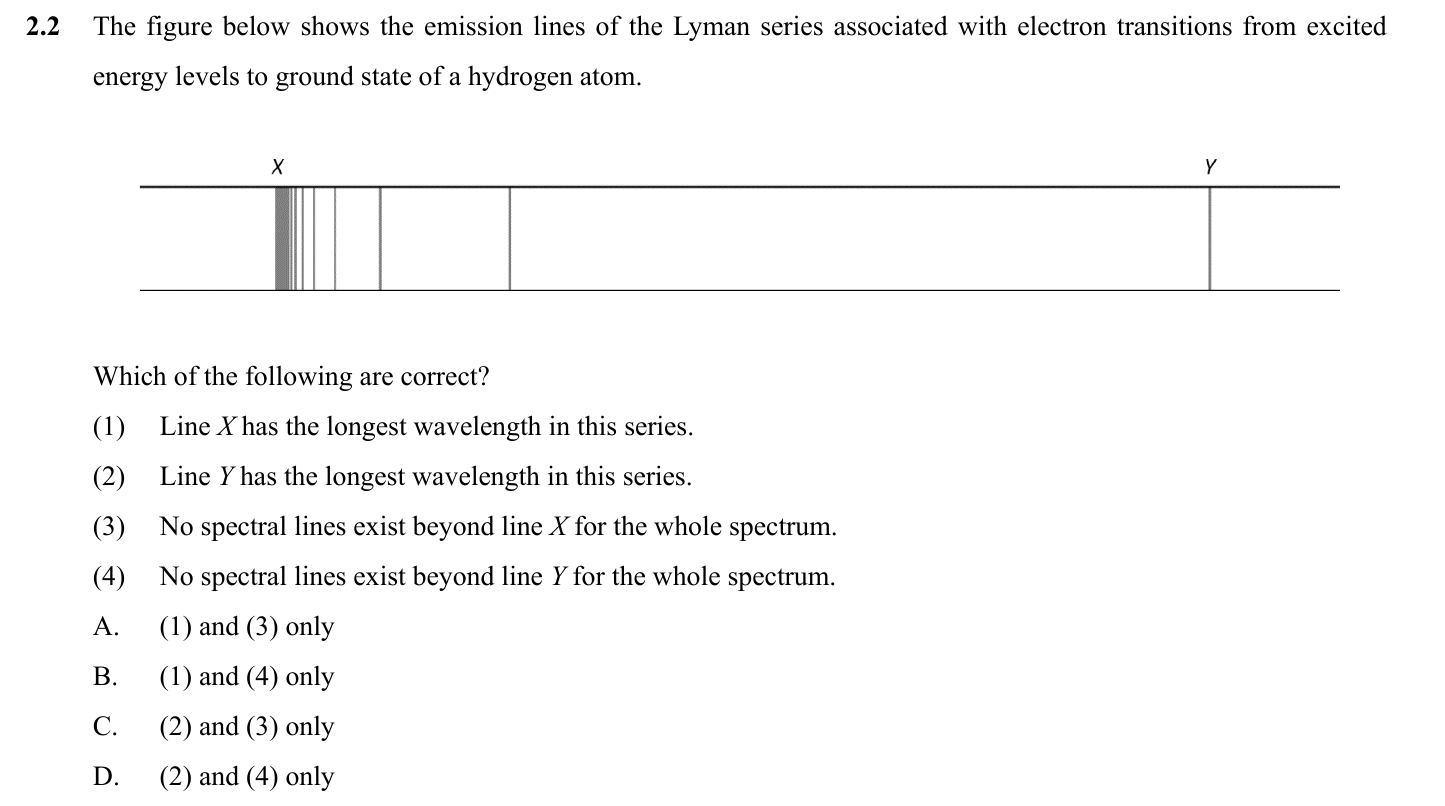 2.2 The figure below shows the emission lines of the Lyman series associated with electron transitions from excited
energy levels to ground state of a hydrogen atom.
X Y
Which of the following are correct?
(1) Line X has the longest wavelength in this series.
(2) Line Y has the longest wavelength in this series.
(3) No spectral lines exist beyond line X for the whole spectrum.
(4) No spectral lines exist beyond line Y for the whole spectrum.
A. (1) and (3) only
B. (1) and (4) only
C. (2) and (3) only
D. (2) and (4) only